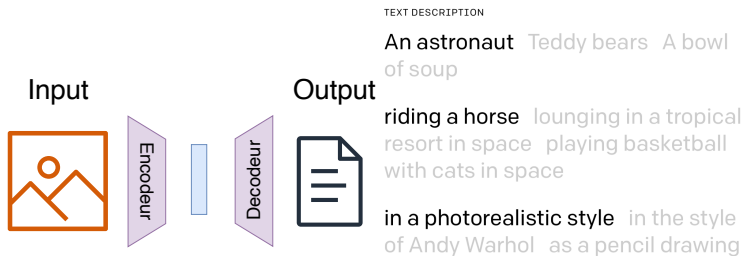 Input
Encodeur
Decodeur
Output
TEXT DESCRIPTION
An astronaut Teddy bears A bowl
of soup
riding a horse lounging in a tropical
resort in space playing basketball
with cats in space
in a photorealistic style in the style
of Andy Warhol as a pencil drawing